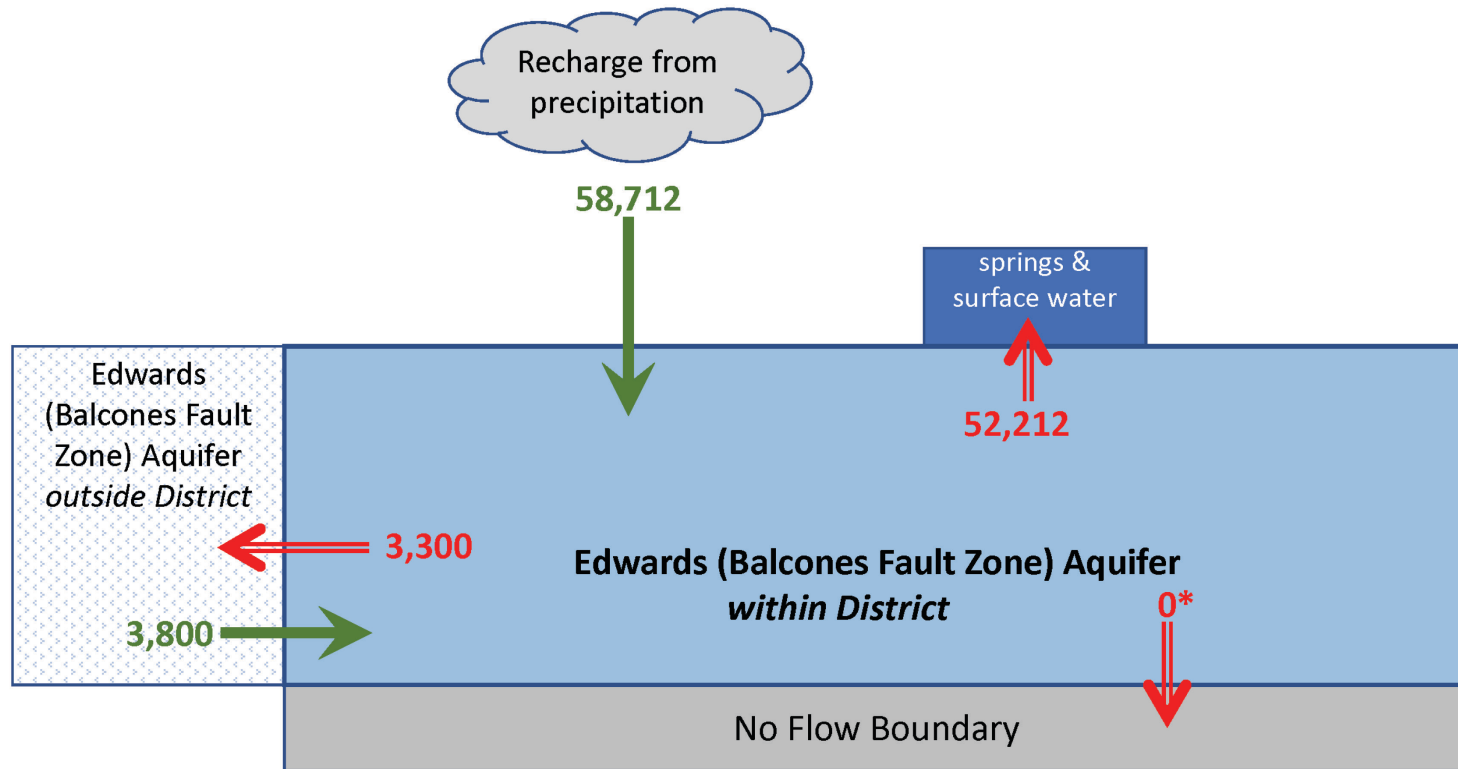 Recharge from
precipitation
58,712
springs &
surface water
52,212
Edwards
(Balcones Fault
Zone) Aquifer
outside District
3,300
3,800
Edwards (Balcones Fault Zone) Aquifer
within District
0*
No Flow Boundary